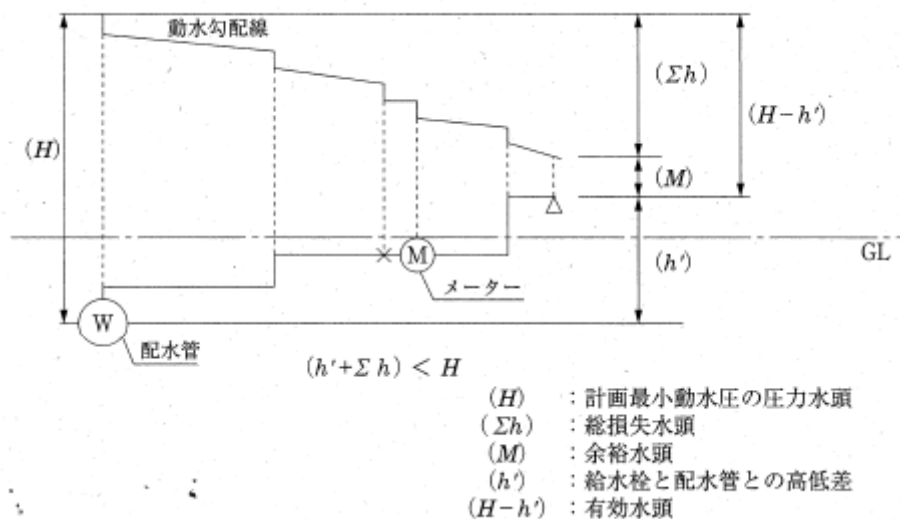 動水勾配線
(Σh)
(H−h′)
(H)
(M)
M
GL
(h′)
メーター
W
配水管
(h′+Σh) < H
(H) ：計画最小動水圧の圧力水頭
(Σh) ：総損失水頭
(M) ：余裕水頭
(h′) ：給水栓と配水管との高低差
(H−h′) ：有効水頭